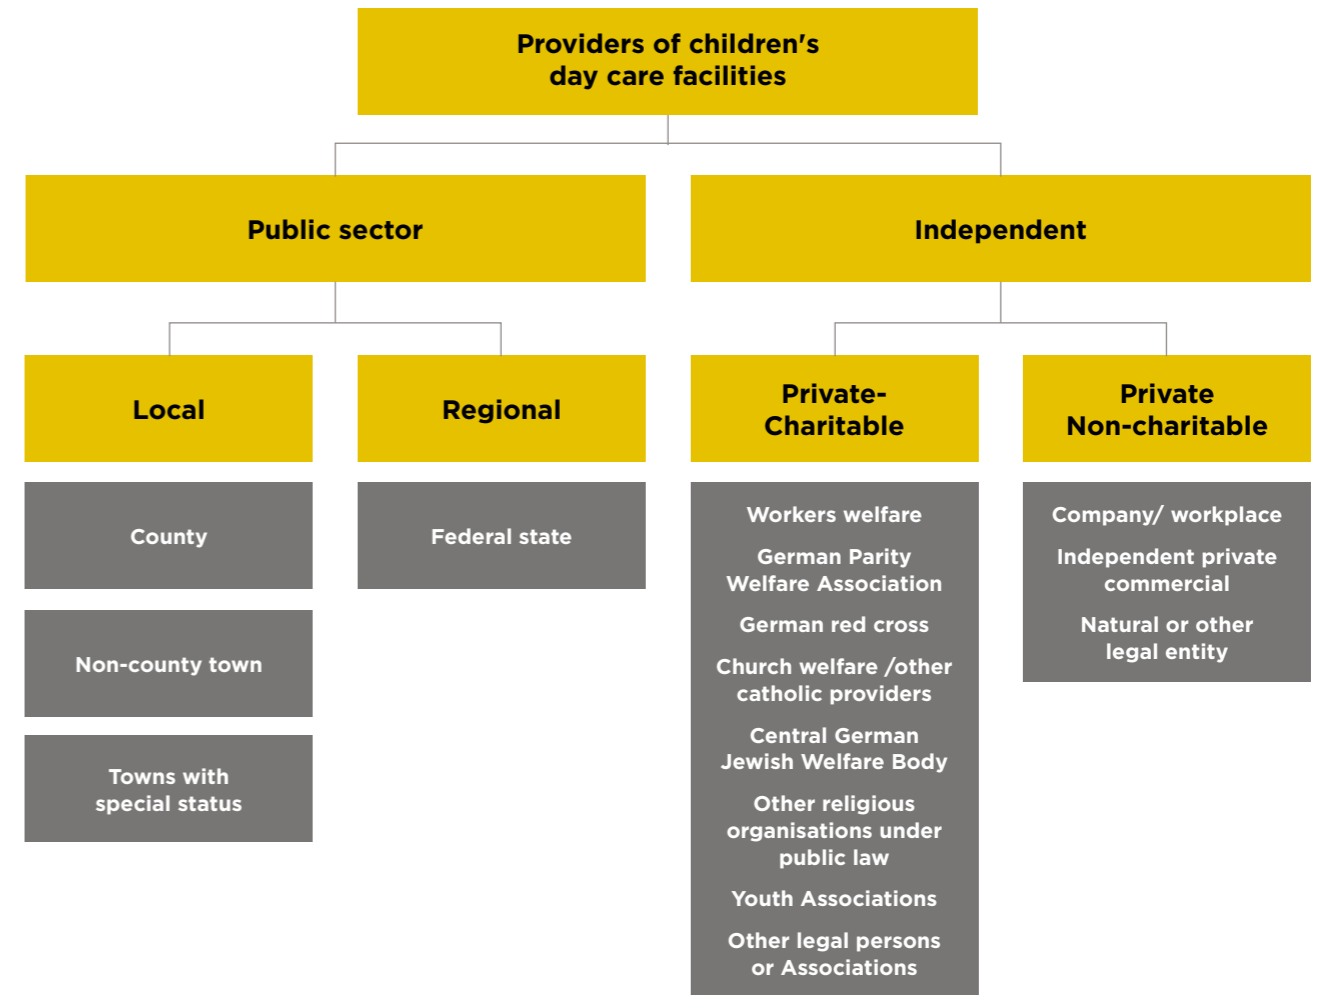 Providers of children's
day care facilities
Public sector
Independent
Local
Regional
Private-
Charitable
Private
Non-charitable
County
Non-county town
Towns with
special status
Federal state
Workers welfare
German Parity
Welfare Association
German red cross
Church welfare /other
catholic providers
Central German
Jewish Welfare Body
Other religious
organisations under
public law
Youth Associations
Other legal persons
or Associations
Company/ workplace
Independent private
commercial
Natural or other
legal entity